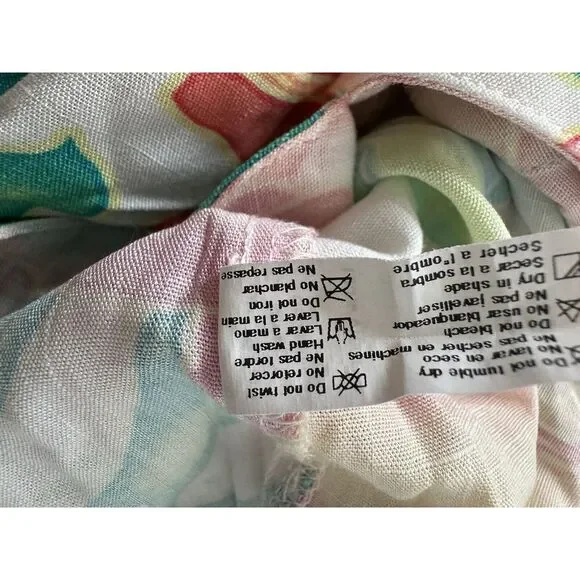 Do not tumble dry
No lavar en seco
Ne pas secher en machines
Do not bleach
No usar blanqueador
Ne pas javelliser
Dry in shade
Secar a la sombra
Secher a l"ombre
Do not twist
No retorcer
Ne pas tordre
Hand wash
Lavar a mano
Laver a la main
Do not iron
No planchar
Ne pas repasse